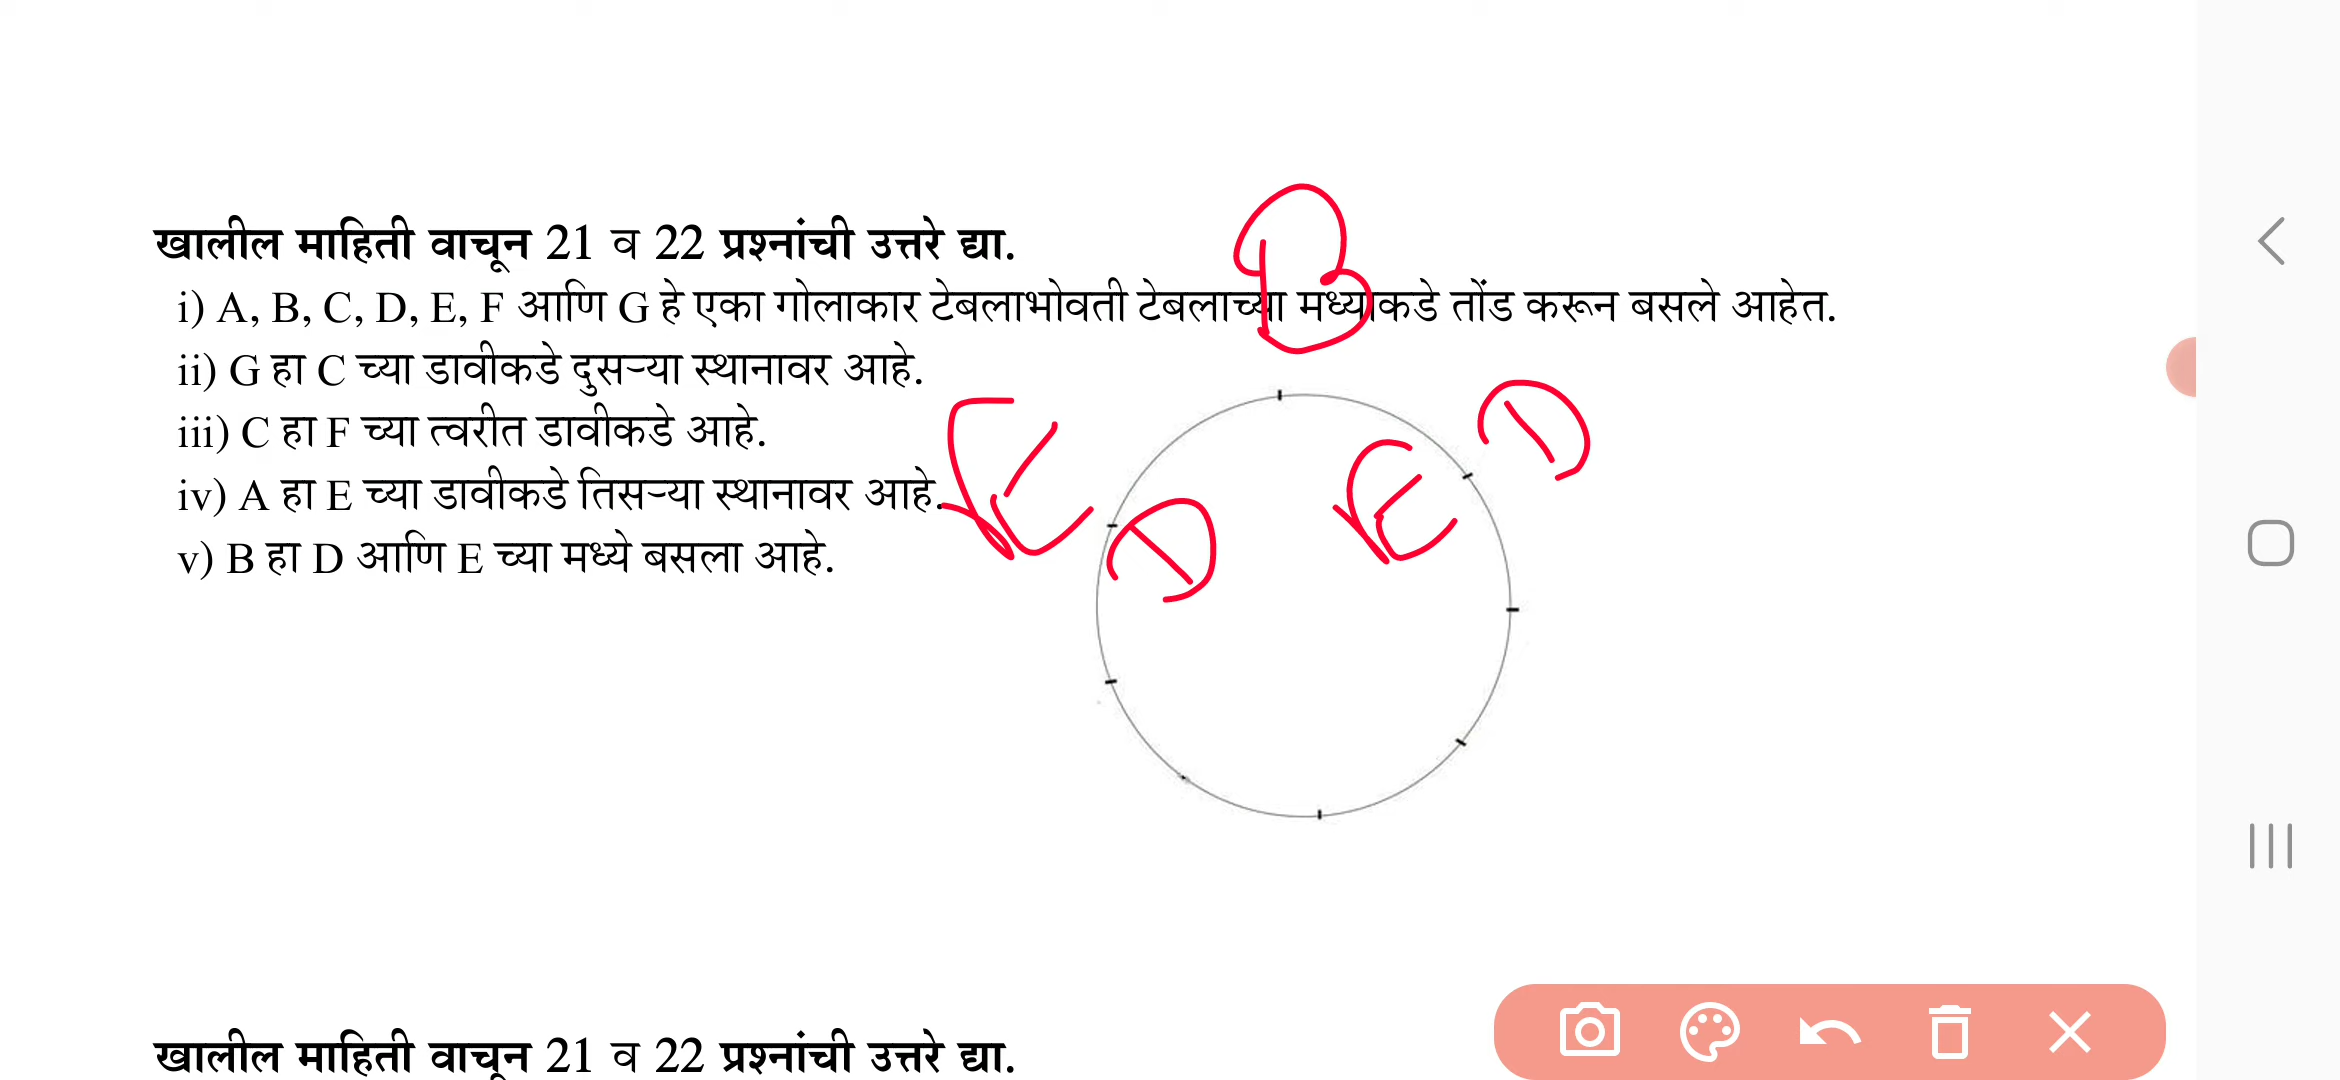 खालील माहिती वाचून 21 व 22 प्रश्नांची उत्तरे द्या.
i) A, B, C, D, E, F आणि G हे एका गोलाकार टेबलाभोवती टेबलाच्या मध्याकडे तोंड करून बसले आहेत.
ii) G हा C च्या डावीकडे दुसऱ्या स्थानावर आहे.
iii) C हा F च्या त्वरीत डावीकडे आहे.
iv) A हा E च्या डावीकडे तिसऱ्या स्थानावर आहे.
v) B हा D आणि E च्या मध्ये बसला आहे.
B
E D E D
खालील माहिती वाचून 21 व 22 प्रश्नांची उत्तरे द्या.